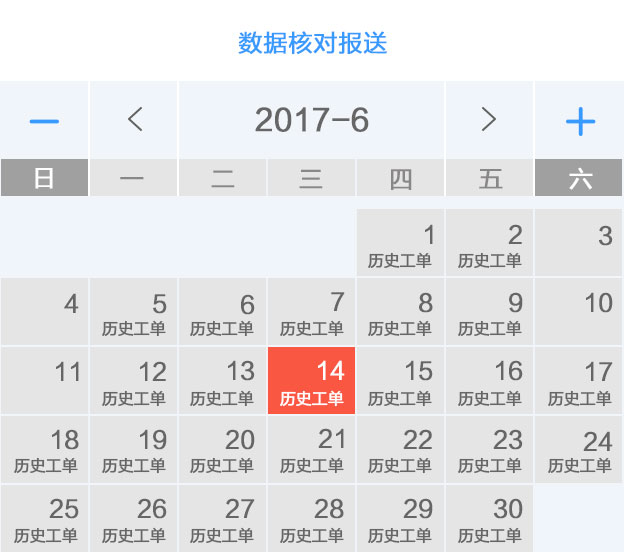 数据核对报送
− < 2017−6 > +
日 一 二 三 四 五 六
1 2 3
历史工单 历史工单
4 5 6 7 8 9 10
历史工单 历史工单 历史工单 历史工单 历史工单
11 12 13 14 15 16 17
历史工单 历史工单 历史工单 历史工单 历史工单 历史工单
18 19 20 21 22 23 24
历史工单 历史工单 历史工单 历史工单 历史工单 历史工单 历史工单
25 26 27 28 29 30
历史工单 历史工单 历史工单 历史工单 历史工单 历史工单